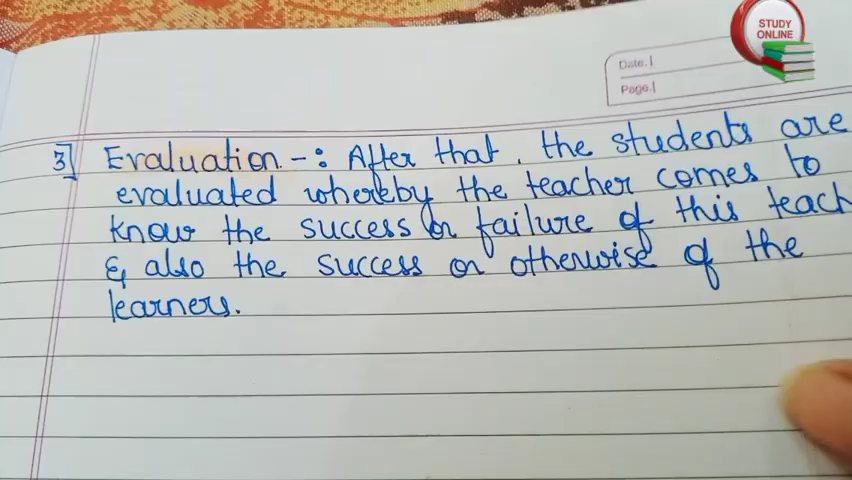 STUDY
ONLINE
Date.
Page.
3] Evaluation -: After that, the students are
evaluated whereby the teacher comes to
know the success or failure of this teach
& also the success or otherwise of the
learners.